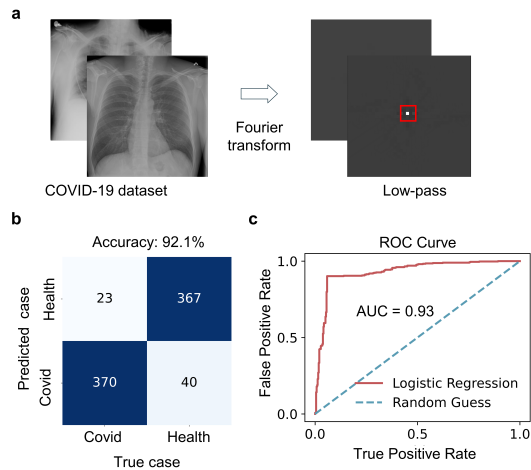 a
COVID-19 dataset
Fourier
transform
Low-pass
b
Accuracy: 92.1%
Predicted case
Health
Covid
23
367
370
40
Covid
Health
True case
c
ROC Curve
False Positive Rate
1.0
0.5
0.0
AUC = 0.93
Logistic Regression
Random Guess
0.0
0.5
1.0
True Positive Rate